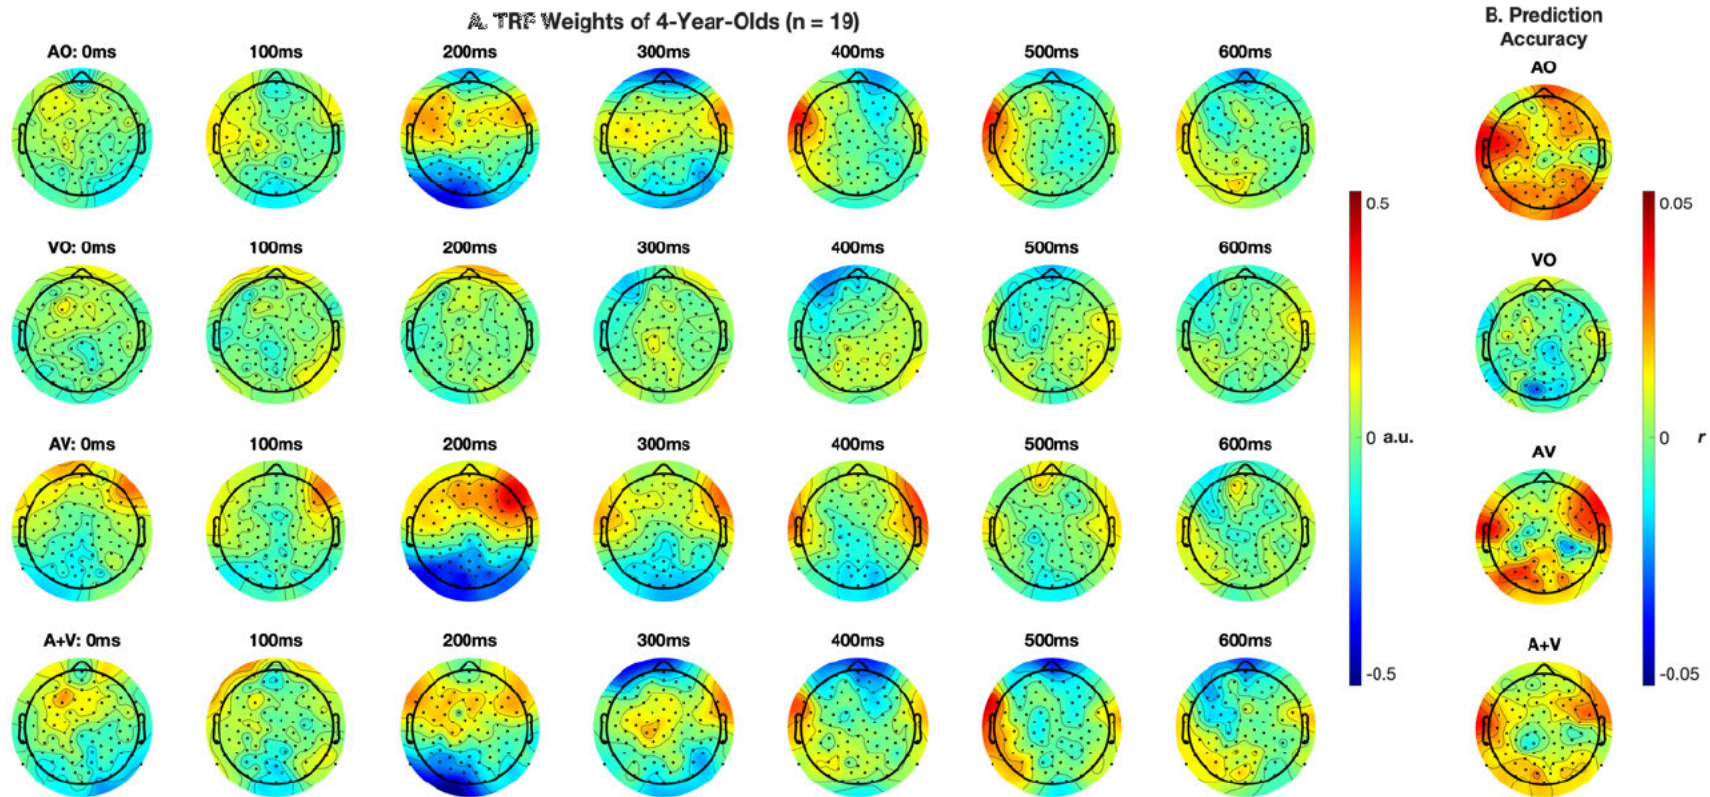 A. TRF Weights of 4-Year-Olds (n = 19)
B. Prediction
Accuracy
AO: 0ms 100ms 200ms 300ms 400ms 500ms 600ms
AO
VO: 0ms 100ms 200ms 300ms 400ms 500ms 600ms
VO
AV: 0ms 100ms 200ms 300ms 400ms 500ms 600ms
AV
A+V: 0ms 100ms 200ms 300ms 400ms 500ms 600ms
A+V
0.5
0 a.u.
-0.5
0.05
0 r
-0.05